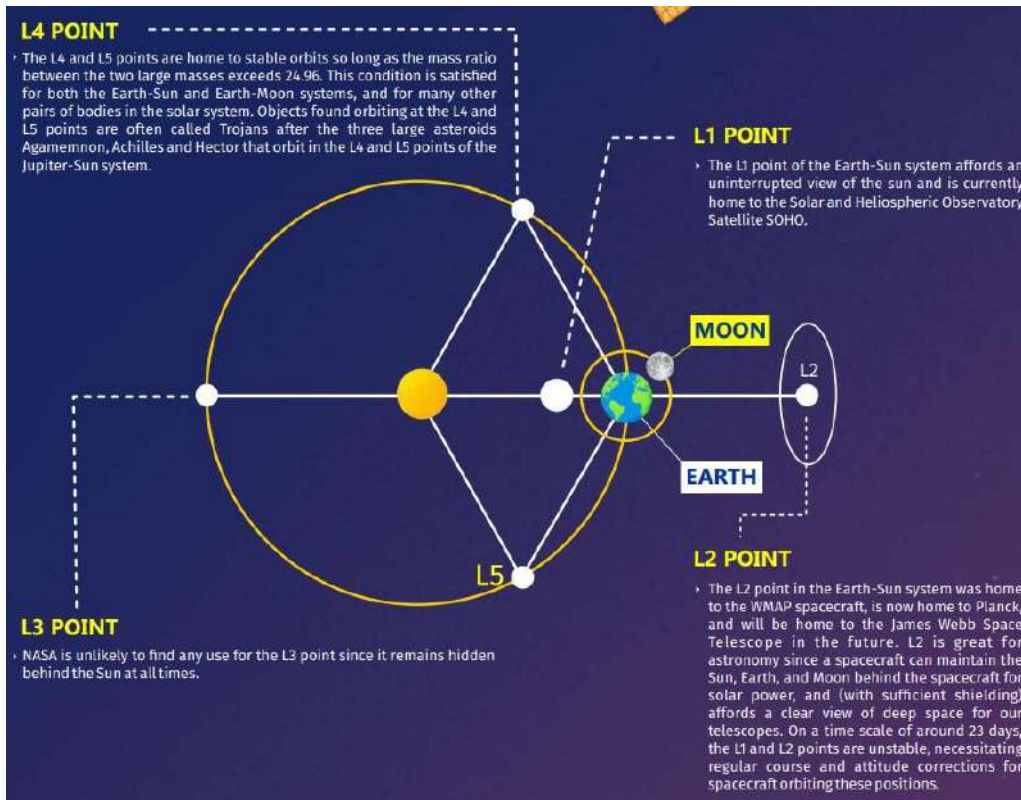 L4 POINT
› The L4 and L5 points are home to stable orbits so long as the mass ratio
between the two large masses exceeds 24.96. This condition is satisfied
for both the Earth-Sun and Earth-Moon systems, and for many other
pairs of bodies in the solar system. Objects found orbiting at the L4 and
L5 points are often called Trojans after the three large asteroids
Agamemnon, Achilles and Hector that orbit in the L4 and L5 points of the
Jupiter-Sun system.
L1 POINT
› The L1 point of the Earth-Sun system affords an
uninterrupted view of the sun and is currently
home to the Solar and Heliospheric Observatory
Satellite SOHO.
MOON
L2
EARTH
L5
L3 POINT
› NASA is unlikely to find any use for the L3 point since it remains hidden
behind the Sun at all times.
L2 POINT
› The L2 point in the Earth-Sun system was home
to the WMAP spacecraft, is now home to Planck,
and will be home to the James Webb Space
Telescope in the future. L2 is great for
astronomy since a spacecraft can maintain the
Sun, Earth, and Moon behind the spacecraft for
solar power, and (with sufficient shielding)
affords a clear view of deep space for our
telescopes. On a time scale of around 23 days,
the L1 and L2 points are unstable, necessitating
regular course and attitude corrections for
spacecraft orbiting these positions.